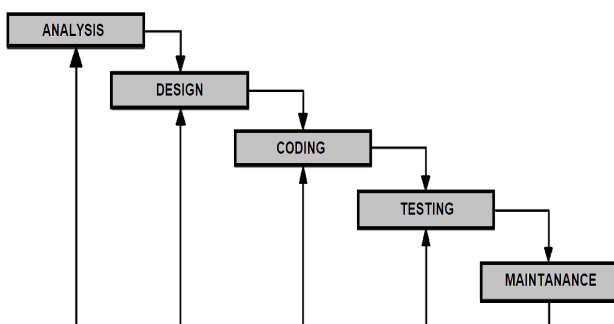 ANALYSIS
DESIGN
CODING
TESTING
MAINTANANCE